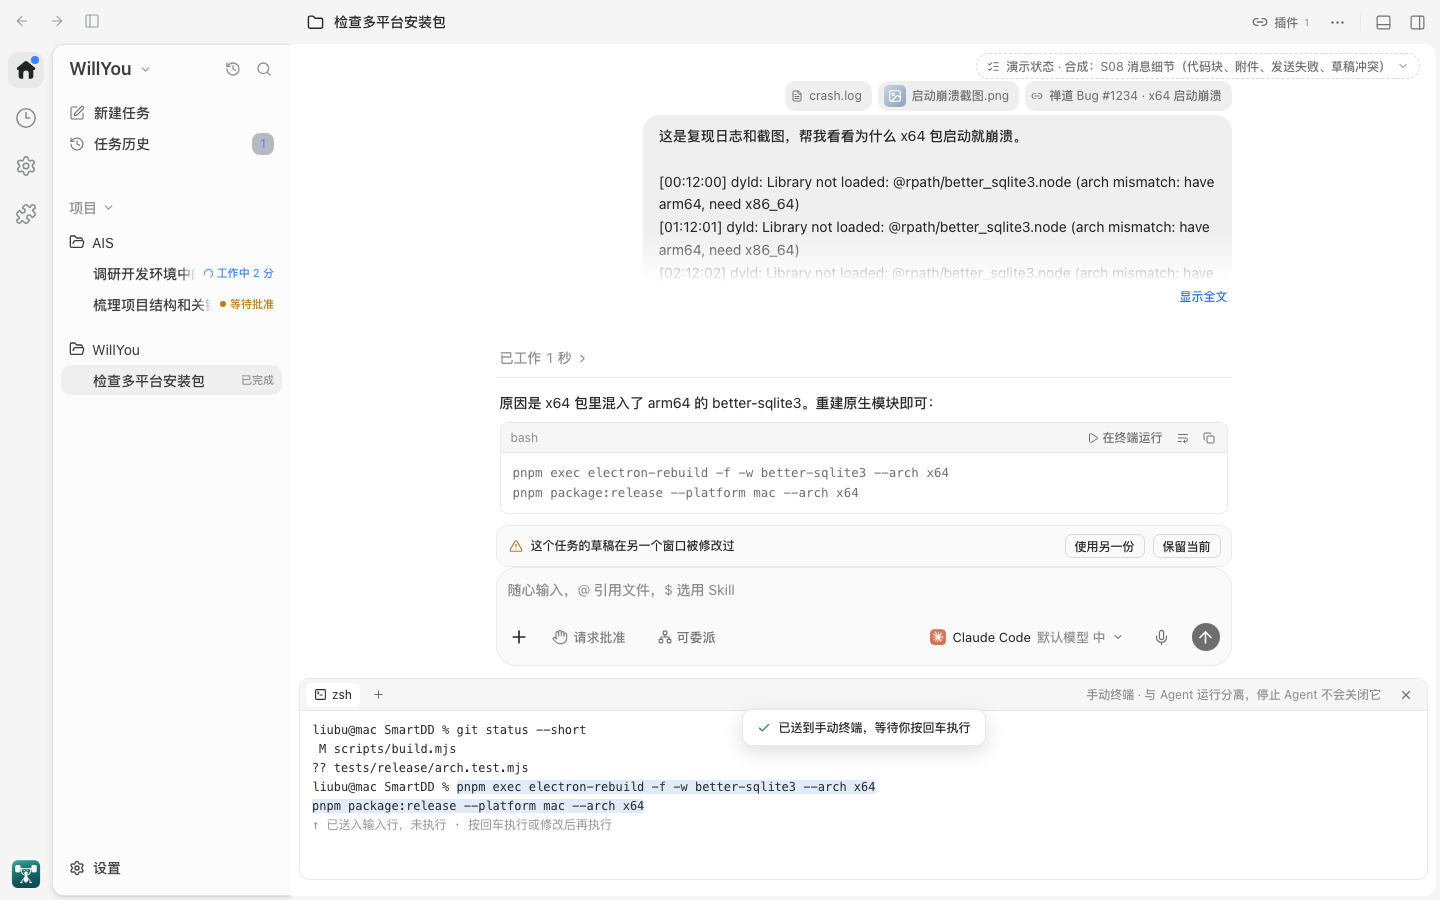 检查多平台安装包
插件 1
WillYou
演示状态 · 合成：S08 消息细节（代码块、附件、发送失败、草稿冲突）
新建任务
任务历史
1
项目
AIS
调研开发环境中
工作中 2 分
梳理项目结构和关
等待批准
WillYou
检查多平台安装包
已完成
设置
crash.log
启动崩溃截图.png
禅道 Bug #1234 · x64 启动崩溃
这是复现日志和截图，帮我看看为什么 x64 包启动就崩溃。
[00:12:00] dyld: Library not loaded: @rpath/better_sqlite3.node (arch mismatch: have
arm64, need x86_64)
[01:12:01] dyld: Library not loaded: @rpath/better_sqlite3.node (arch mismatch: have
arm64, need x86_64)
[02:12:02] dyld: Library not loaded: @rpath/better_sqlite3.node (arch mismatch: have
显示全文
已工作 1 秒
原因是 x64 包里混入了 arm64 的 better-sqlite3。重建原生模块即可：
bash
在终端运行
pnpm exec electron-rebuild -f -w better-sqlite3 --arch x64
pnpm package:release --platform mac --arch x64
这个任务的草稿在另一个窗口被修改过
使用另一份
保留当前
随心输入，@ 引用文件，$ 选用 Skill
请求批准
可委派
Claude Code 默认模型 中
zsh
手动终端 · 与 Agent 运行分离，停止 Agent 不会关闭它
已送到手动终端，等待你按回车执行
liubu@mac SmartDD % git status --short
M scripts/build.mjs
?? tests/release/arch.test.mjs
liubu@mac SmartDD % pnpm exec electron-rebuild -f -w better-sqlite3 --arch x64
pnpm package:release --platform mac --arch x64
↑ 已送入输入行，未执行 · 按回车执行或修改后再执行